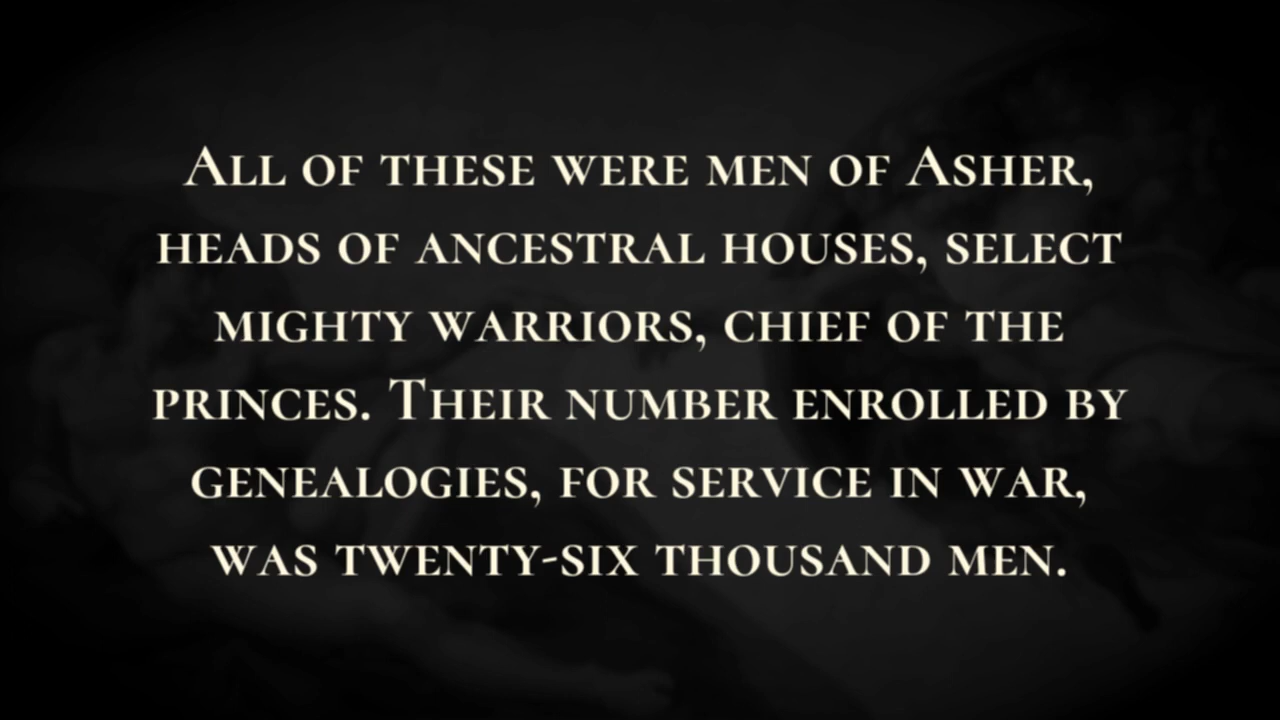 All of these were men of Asher,
heads of ancestral houses, select
mighty warriors, chief of the
princes. Their number enrolled by
genealogies, for service in war,
was twenty-six thousand men.